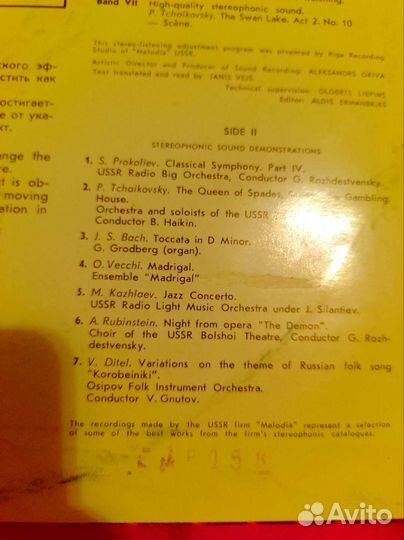 Band VII High-quality stereophonic sound.
P. Tchaikovsky. The Swan Lake. Act 2. No. 10
— Scène.
This stereo-listening adjustment program was prepared by Riga Recording
Studio of "Melodia" USSR.
Artistic Director and Producer of Sound Recording: ALEKSANDRS GRIVA
Text translated and read by JANIS VEJS
Technical supervision: OLGERTS LIEPINS
Editor: ALDIS ERMANBRIKS
ского эф-
стить как
остигает-
е от ука-
кт.
ange the
re.
ct is ob-
moving
ation in
SIDE II
STEREOPHONIC SOUND DEMONSTRATIONS
1. S. Prokofiev. Classical Symphony. Part IV.
USSR Radio Big Orchestra, Conductor G. Rozhdestvensky.
2. P. Tchaikovsky. The Queen of Spades, Gambling
House.
Orchestra and soloists of the USSR
Conductor B. Haikin.
3. J. S. Bach. Toccata in D Minor.
G. Grodberg (organ).
4. O. Vecchi. Madrigal.
Ensemble "Madrigal"
5. M. Kazhlaev. Jazz Concerto.
USSR Radio Light Music Orchestra under J. Silantiev.
6. A. Rubinstein. Night from opera "The Demon".
Choir of the USSR Bolshoi Theatre, Conductor G. Rozh-
destvensky.
7. V. Ditel. Variations on the theme of Russian folk song
"Korobeiniki".
Osipov Folk Instrument Orchestra.
Conductor V. Gnutov.
The recordings made by the USSR firm "Melodia" represent a selection
of some of the best works from the firm's stereophonic catalogues.
Avito